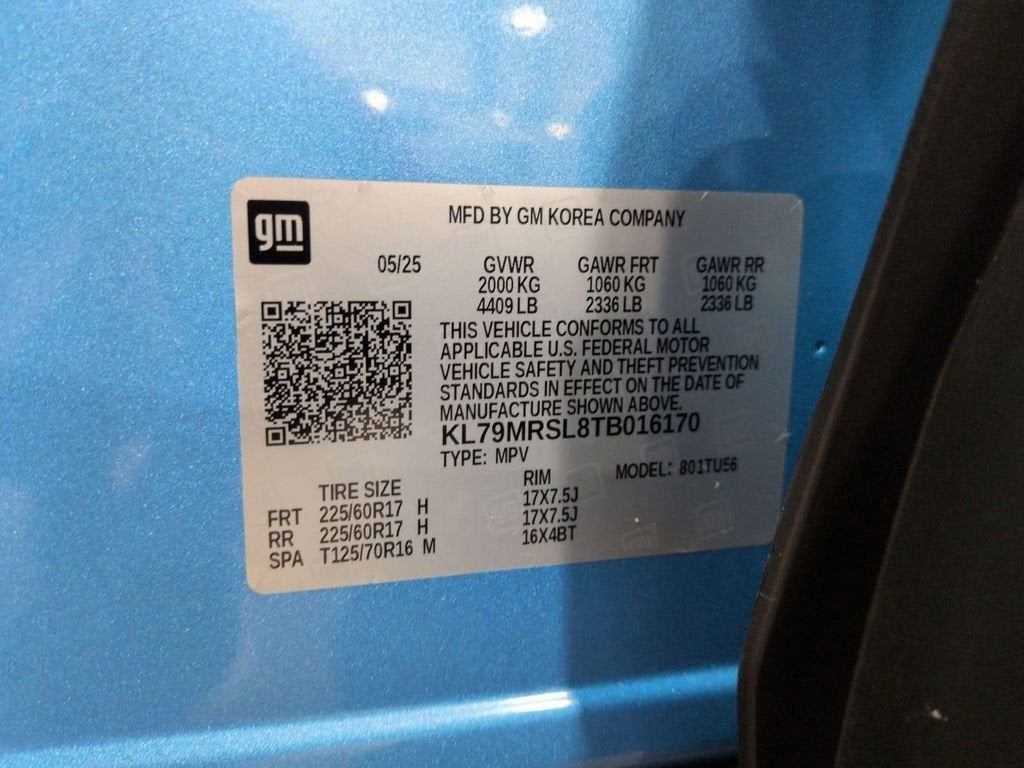 gm
MFD BY GM KOREA COMPANY
05/25 GVWR GAWR FRT GAWR RR
2000 KG 1060 KG 1060 KG
4409 LB 2336 LB 2336 LB
THIS VEHICLE CONFORMS TO ALL
APPLICABLE U.S. FEDERAL MOTOR
VEHICLE SAFETY AND THEFT PREVENTION
STANDARDS IN EFFECT ON THE DATE OF
MANUFACTURE SHOWN ABOVE.
KL79MRSL8TB016170
TYPE: MPV MODEL: 801TU56
TIRE SIZE RIM
FRT 225/60R17 H 17X7.5J
RR 225/60R17 H 17X7.5J
SPA T125/70R16 M 16X4BT